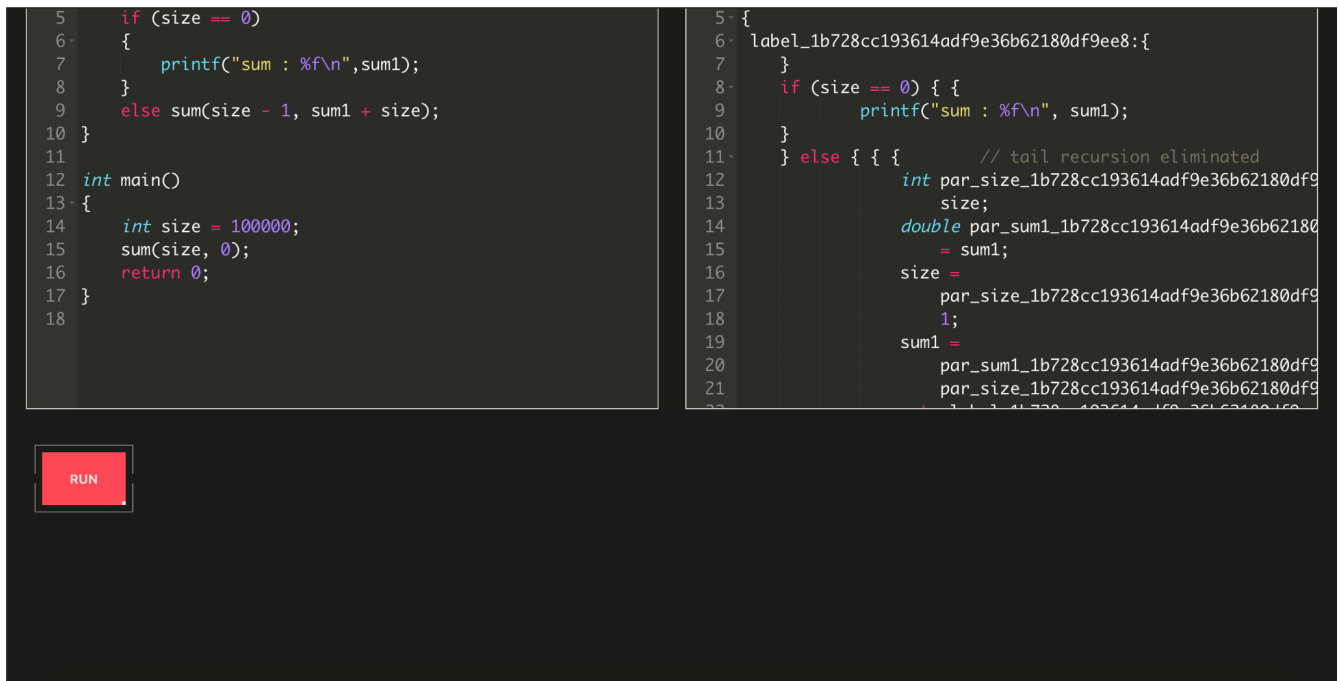 5 if (size == 0)
6 {
7 printf("sum : %f\n",sum1);
8 }
9 else sum(size - 1, sum1 + size);
10 }
11
12 int main()
13 {
14 int size = 100000;
15 sum(size, 0);
16 return 0;
17 }
18
5 {
6 label_1b728cc193614adf9e36b62180df9ee8:{
7 }
8 if (size == 0) { {
9 printf("sum : %f\n", sum1);
10 }
11 } else { { { // tail recursion eliminated
12 int par_size_1b728cc193614adf9e36b62180df9
13 size;
14 double par_sum1_1b728cc193614adf9e36b62180
15 = sum1;
16 size =
17 par_size_1b728cc193614adf9e36b62180df9
18 1;
19 sum1 =
20 par_sum1_1b728cc193614adf9e36b62180df9
21 par_size_1b728cc193614adf9e36b62180df9
RUN